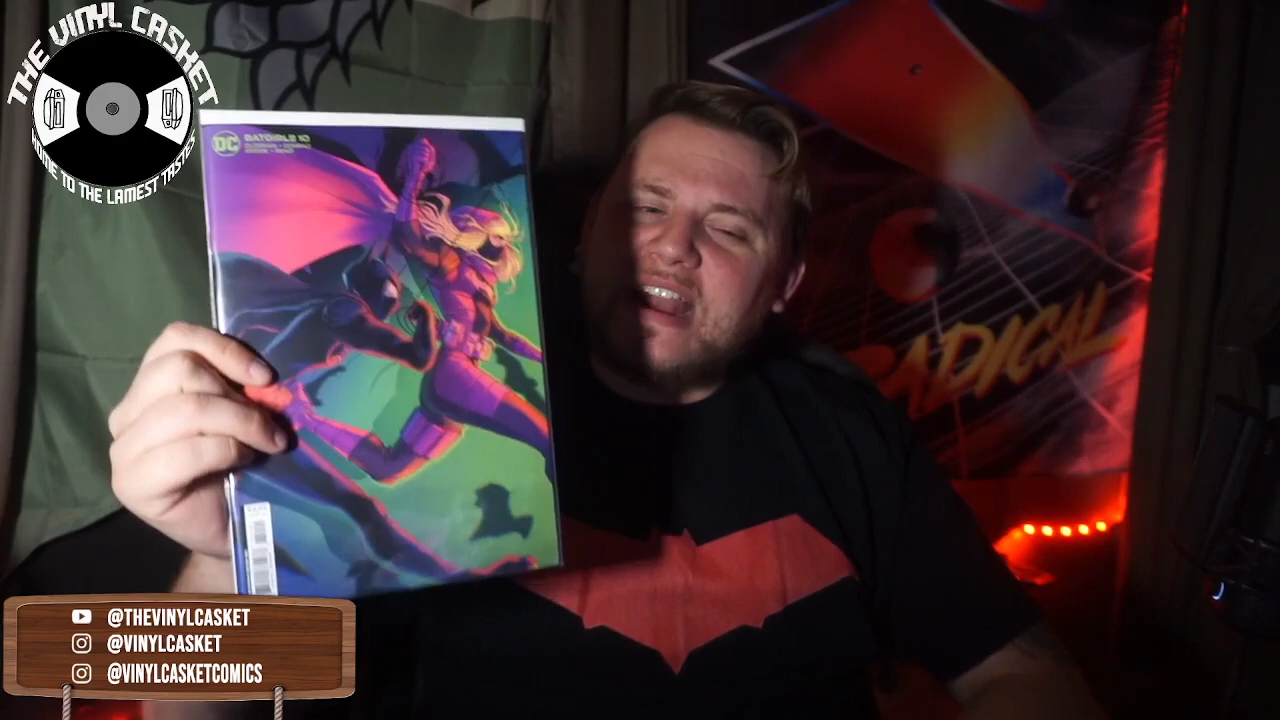 THE VINYL CASKET
HOME TO THE LAMEST TASTES
DC
BATGIRLS 10
RADICAL
@THEVINYLCASKET
@VINYLCASKET
@VINYLCASKETCOMICS